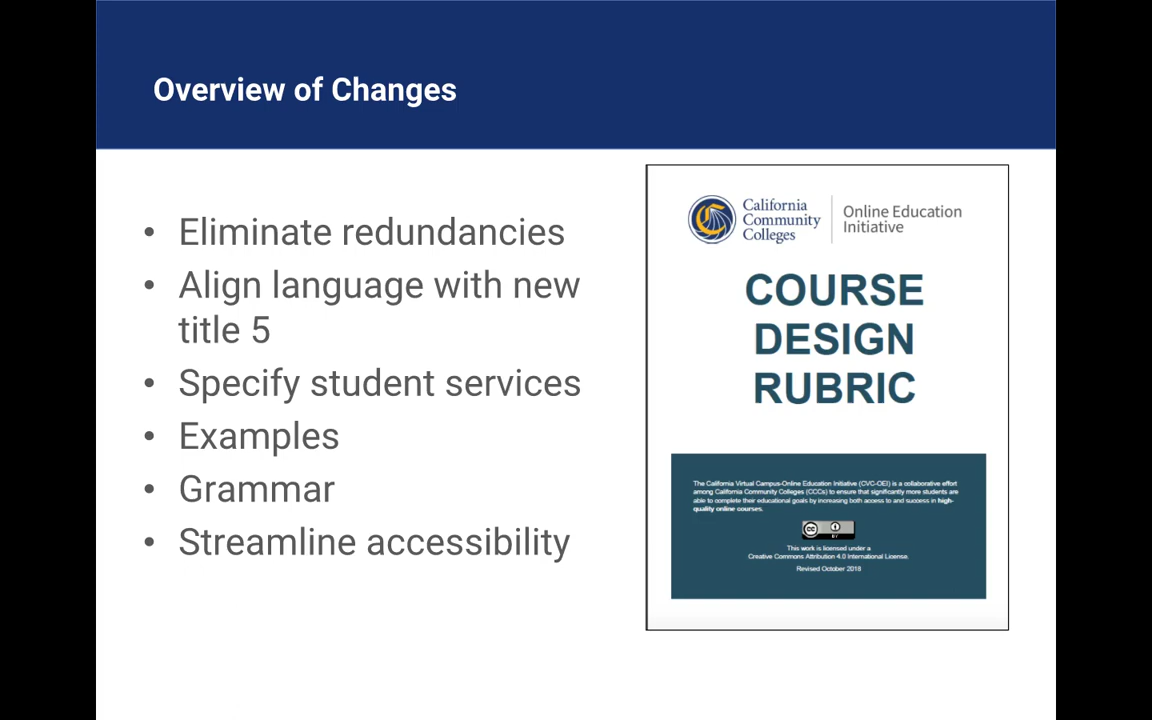 Overview of Changes
• Eliminate redundancies
• Align language with new
title 5
• Specify student services
• Examples
• Grammar
• Streamline accessibility
California
Community
Colleges
Online Education
Initiative
COURSE
DESIGN
RUBRIC
The California Virtual Campus-Online Education Initiative (CVC-OEI) is a collaborative effort
among California Community Colleges (CCCs) to ensure that significantly more students are
able to complete their educational goals by increasing both access to and success in high-
quality online courses.
CC
BY
This work is licensed under a
Creative Commons Attribution 4.0 International License.
Revised October 2018